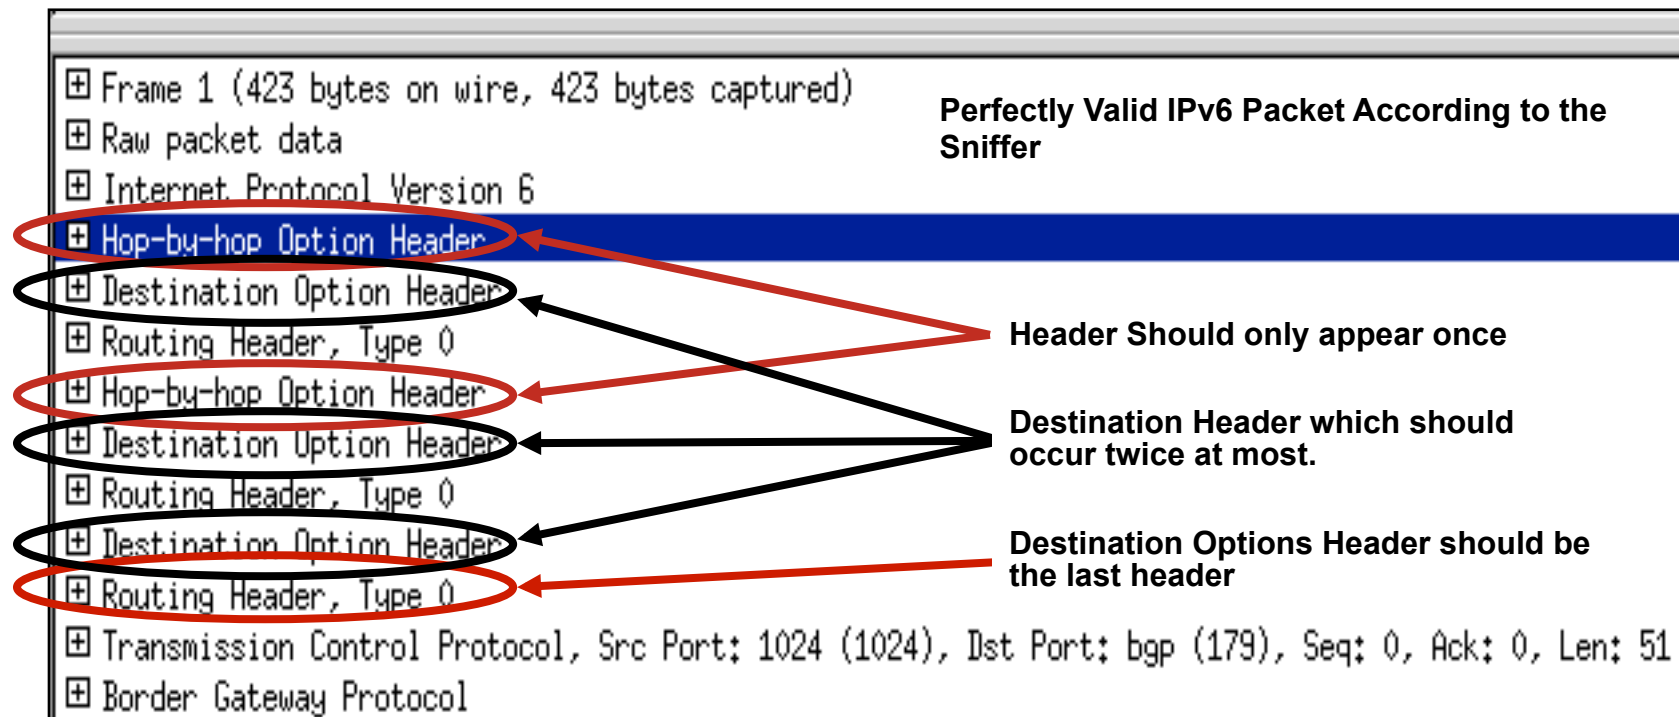 Frame 1 (423 bytes on wire, 423 bytes captured)
Perfectly Valid IPv6 Packet According to the
Sniffer
Raw packet data
Internet Protocol Version 6
Hop-by-hop Option Header
Destination Option Header
Routing Header, Type 0
Header Should only appear once
Hop-by-hop Option Header
Destination Option Header
Destination Header which should
occur twice at most.
Routing Header, Type 0
Destination Option Header
Destination Options Header should be
the last header
Routing Header, Type 0
Transmission Control Protocol, Src Port: 1024 (1024), Dst Port: bgp (179), Seq: 0, Ack: 0, Len: 51
Border Gateway Protocol